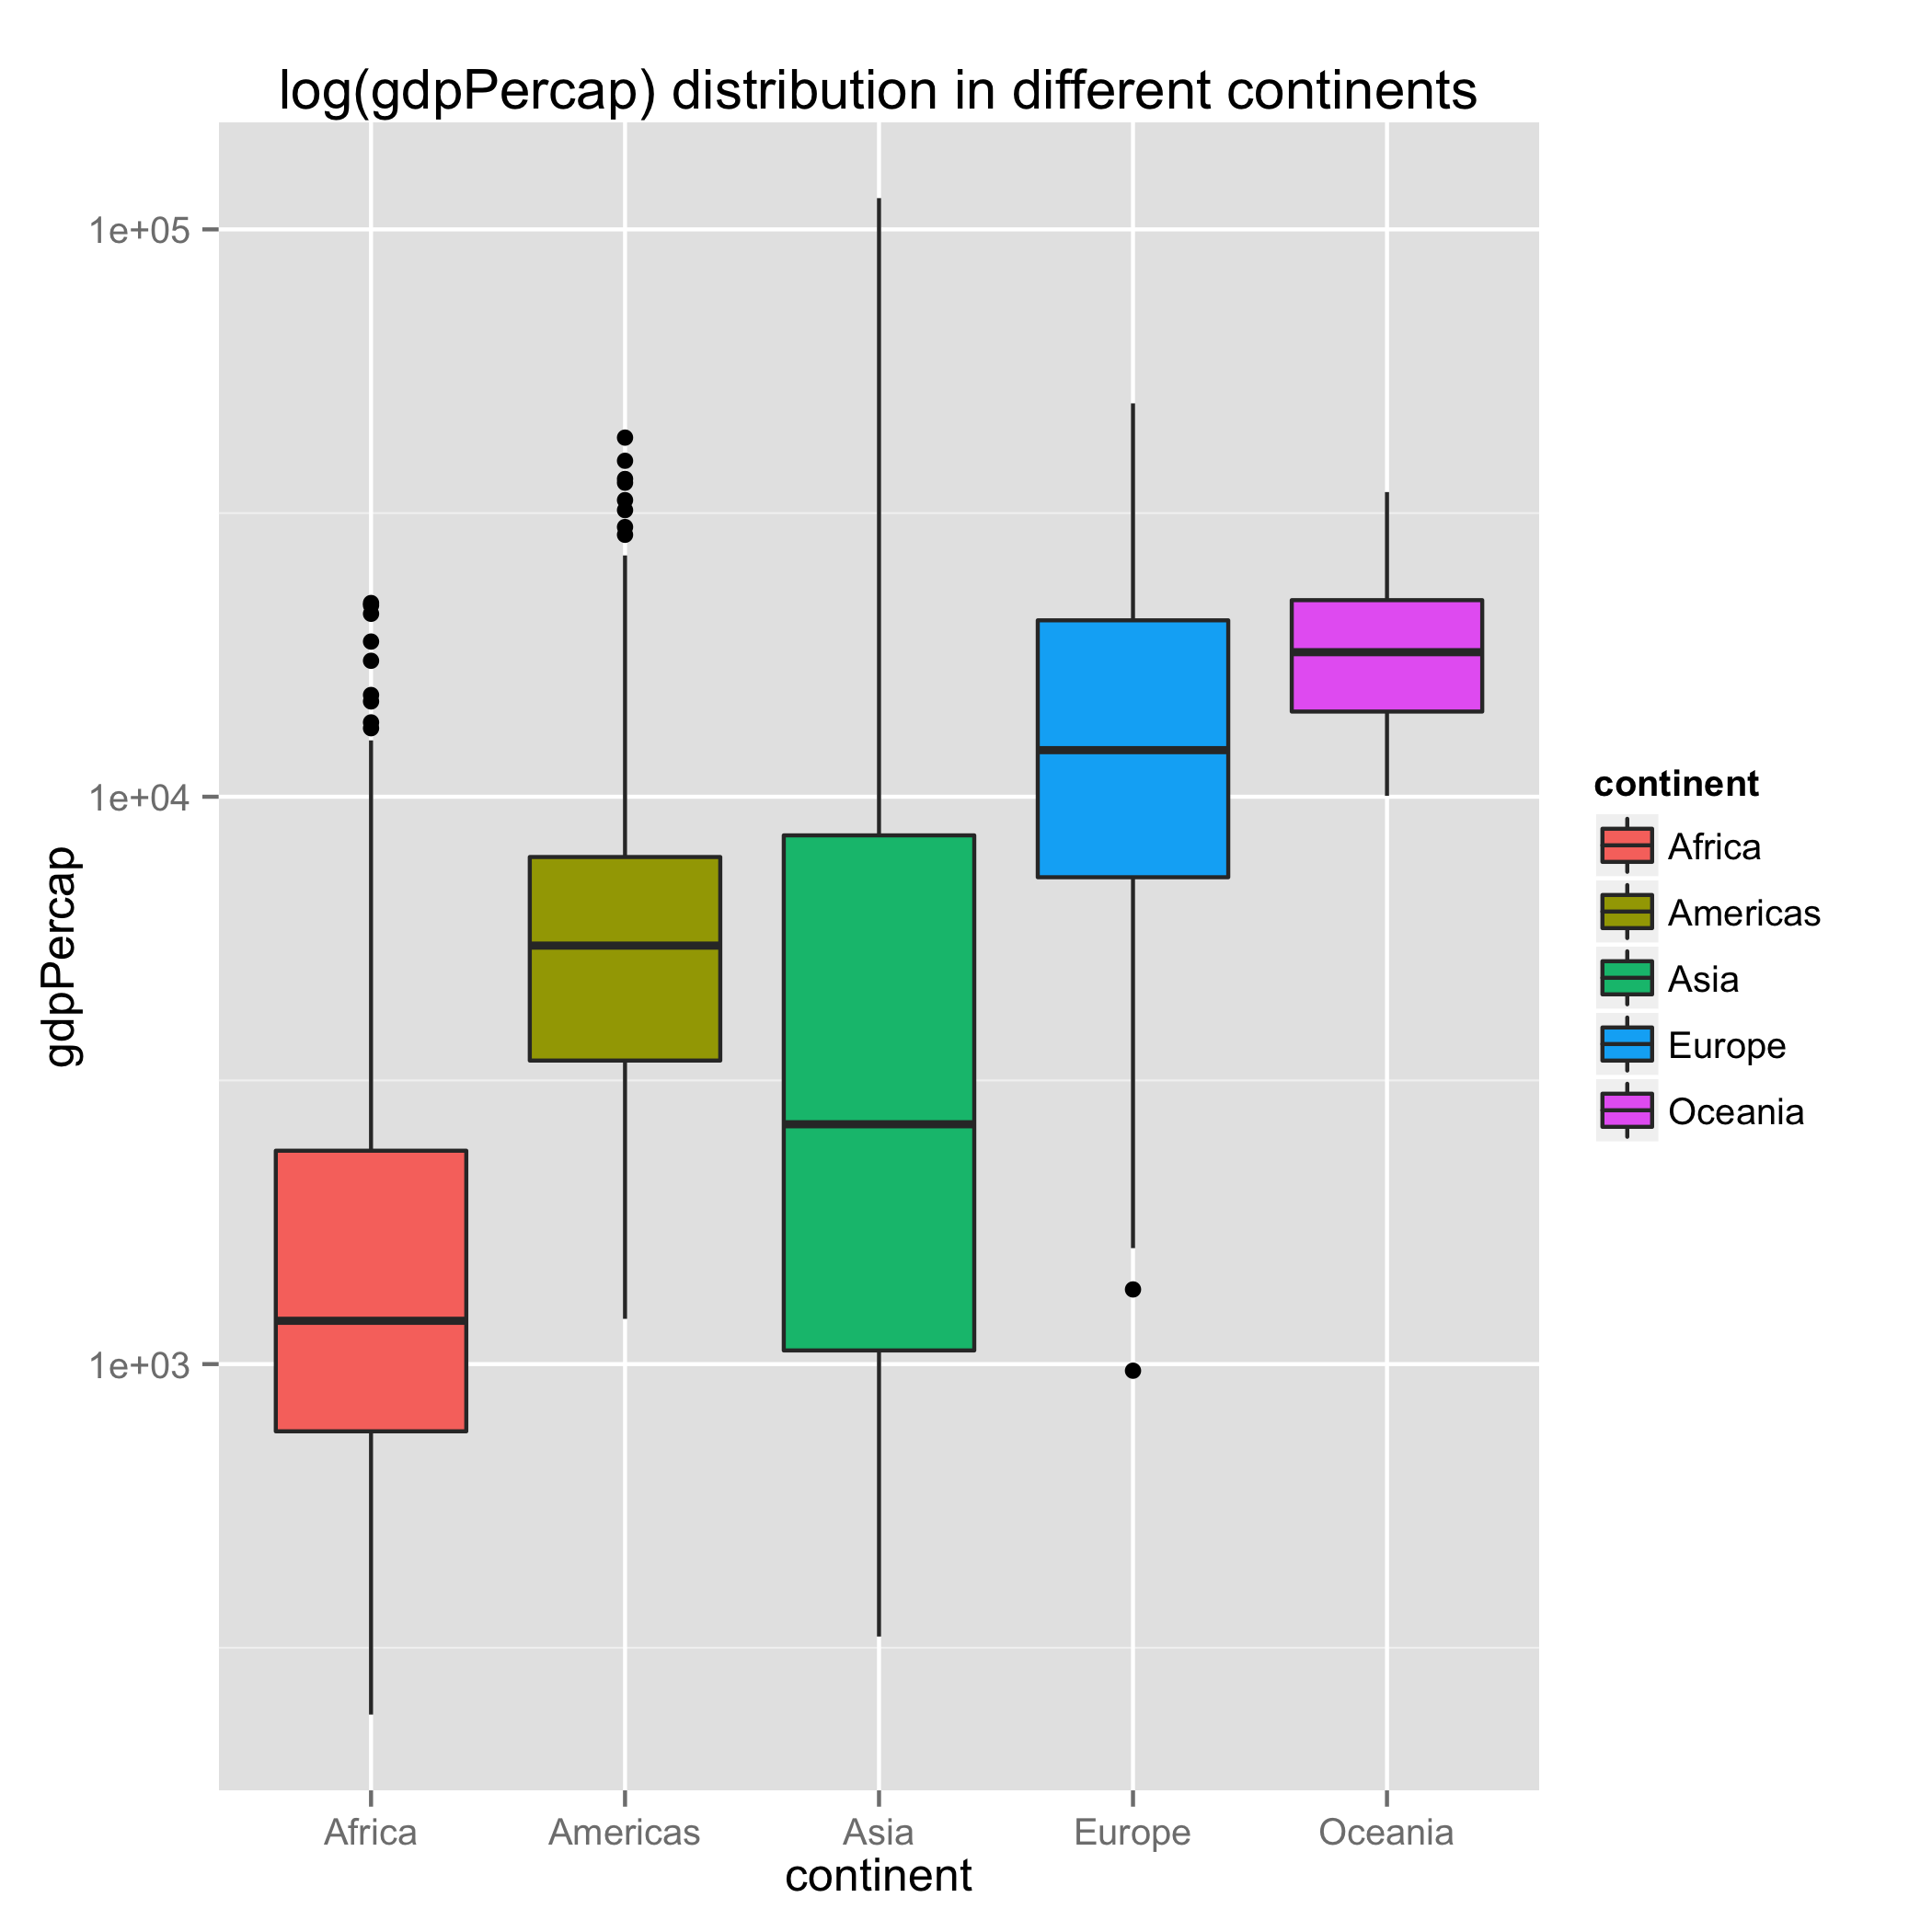 log(gdpPercap) distribution in different continents
1e+05
1e+04
1e+03
gdpPercap
Africa
Americas
Asia
Europe
Oceania
continent
continent
Africa
Americas
Asia
Europe
Oceania